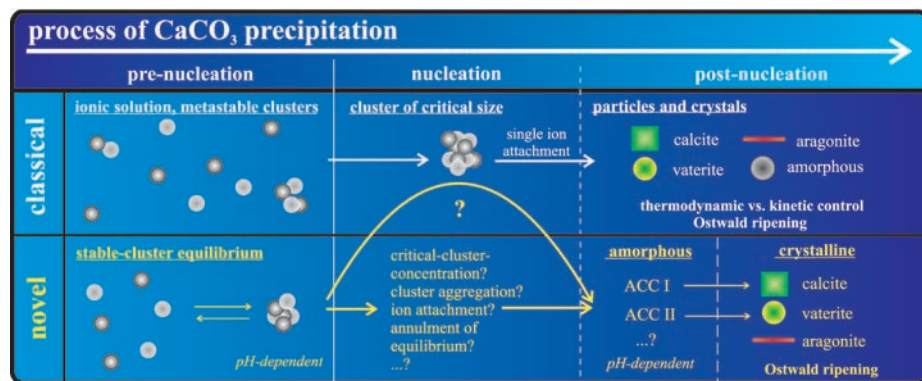 process of CaCO3 precipitation
pre-nucleation
nucleation
post-nucleation
classical
ionic solution, metastable clusters
cluster of critical size
single ion
attachment
particles and crystals
calcite
aragonite
vaterite
amorphous
thermodynamic vs. kinetic control
Ostwald ripening
?
novel
stable-cluster equilibrium
pH-dependent
critical-cluster-
concentration?
cluster aggregation?
ion attachment?
annulment of
equilibrium?
...?
amorphous
ACC I
ACC II
...?
pH-dependent
crystalline
calcite
vaterite
aragonite
Ostwald ripening